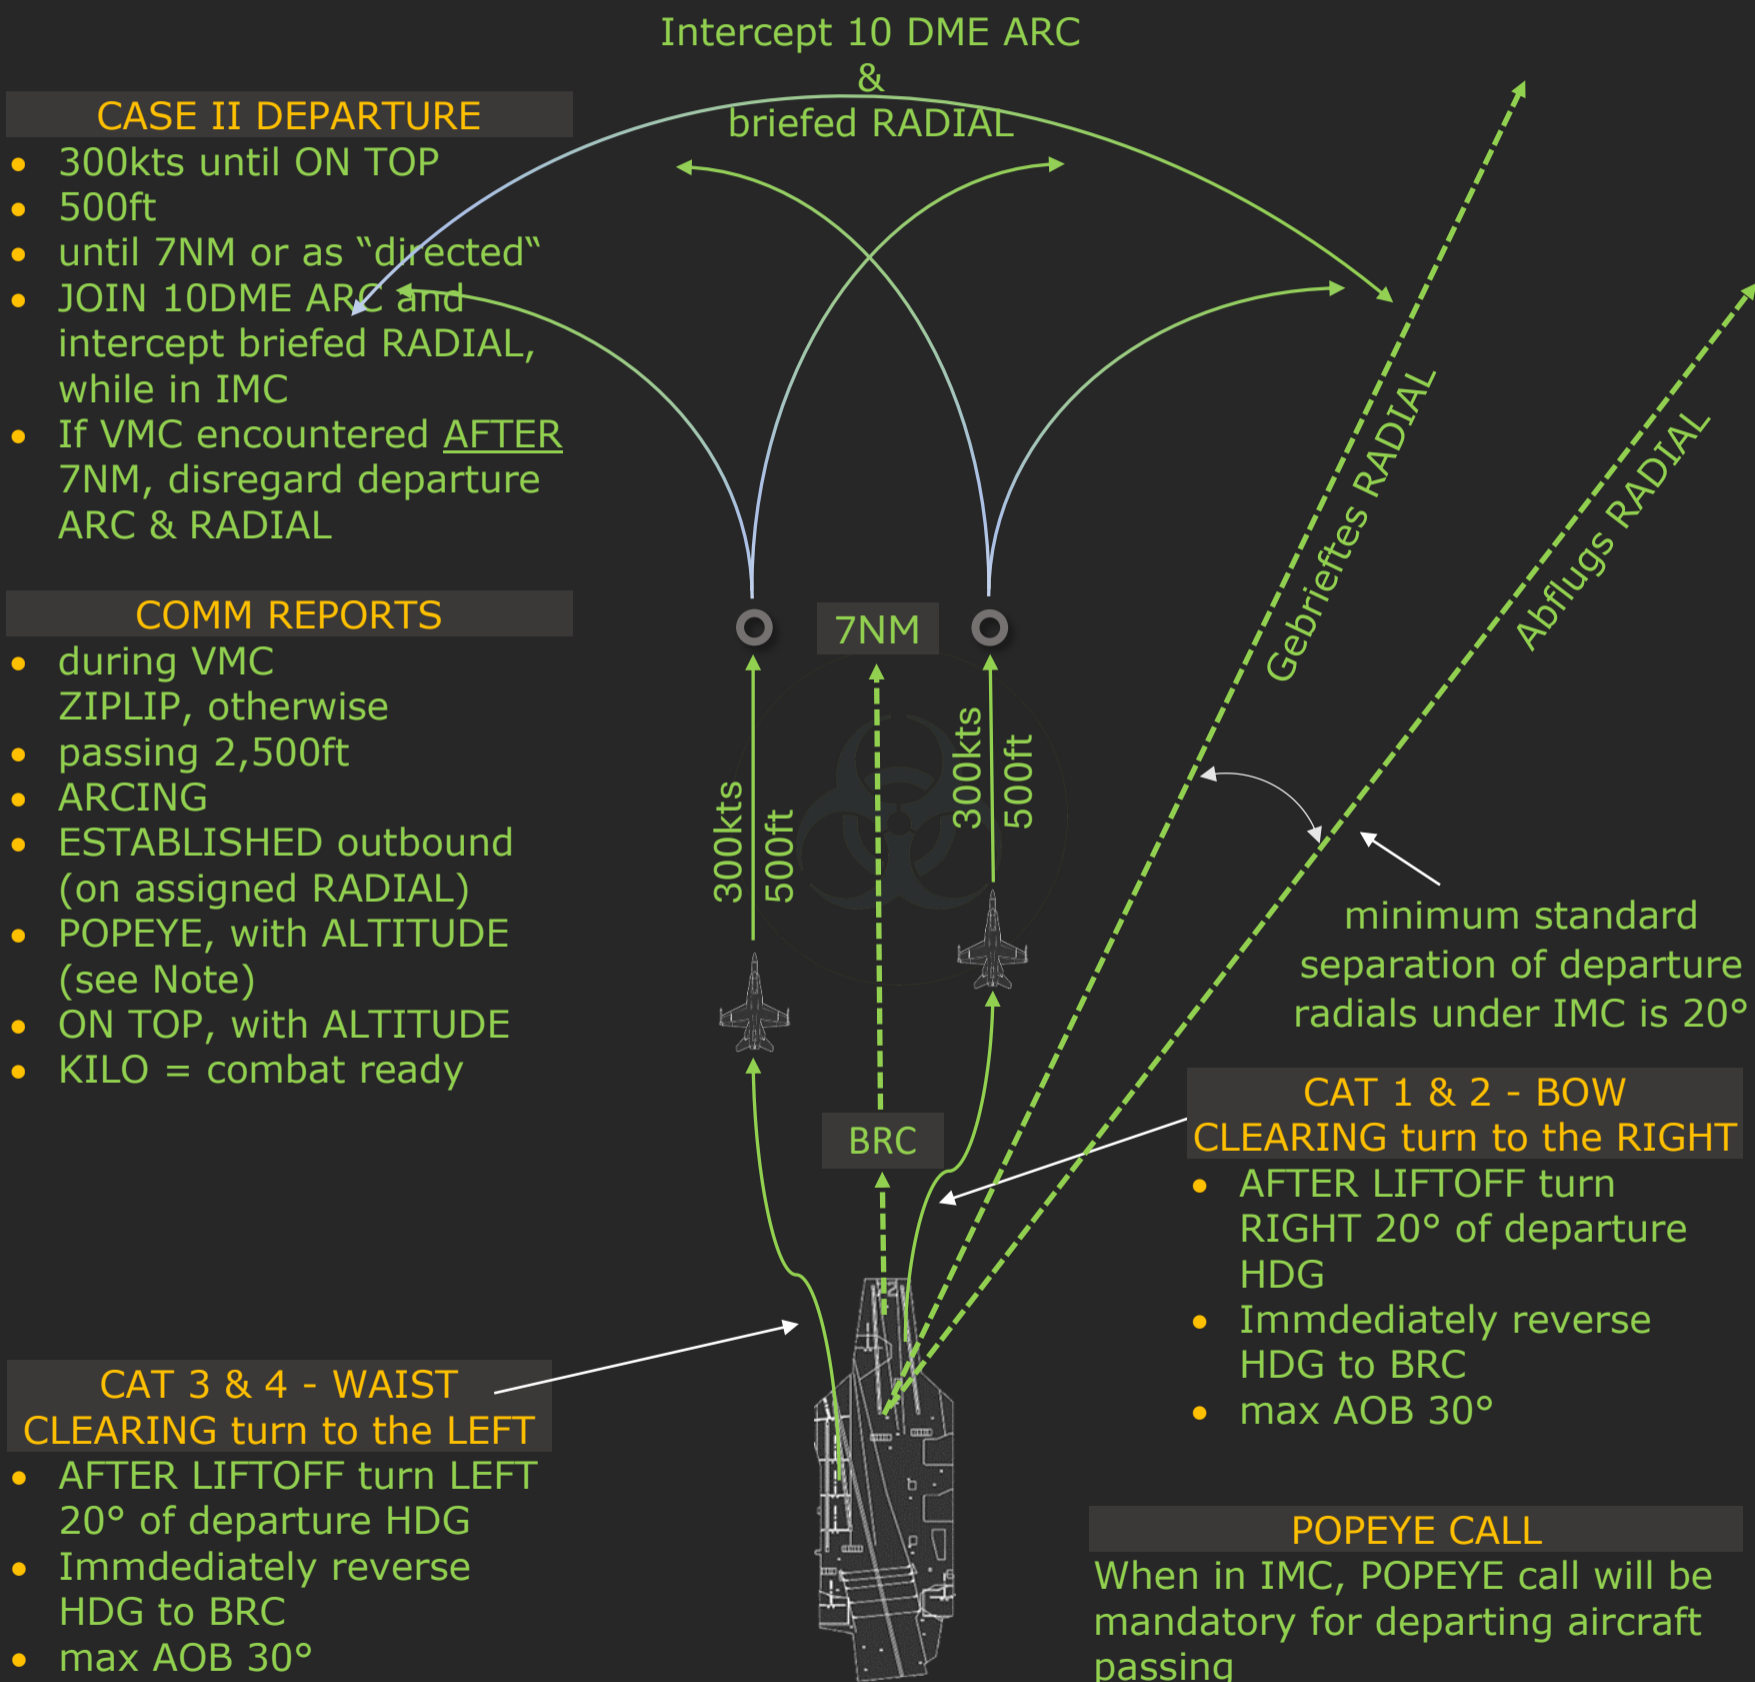 Intercept 10 DME ARC
&
briefed RADIAL
CASE II DEPARTURE
• 300kts until ON TOP
• 500ft
• until 7NM or as “directed“
• JOIN 10DME ARC and
intercept briefed RADIAL,
while in IMC
• If VMC encountered AFTER
7NM, disregard departure
ARC & RADIAL
COMM REPORTS
• during VMC
ZIPLIP, otherwise
• passing 2,500ft
• ARCING
• ESTABLISHED outbound
(on assigned RADIAL)
• POPEYE, with ALTITUDE
(see Note)
• ON TOP, with ALTITUDE
• KILO = combat ready
7NM
300kts
500ft
300kts
500ft
BRC
Gebrieftes RADIAL
Abflugs RADIAL
minimum standard
separation of departure
radials under IMC is 20°
CAT 1 & 2 - BOW
CLEARING turn to the RIGHT
• AFTER LIFTOFF turn
RIGHT 20° of departure
HDG
• Immdediately reverse
HDG to BRC
• max AOB 30°
CAT 3 & 4 - WAIST
CLEARING turn to the LEFT
• AFTER LIFTOFF turn LEFT
20° of departure HDG
• Immdediately reverse
HDG to BRC
• max AOB 30°
POPEYE CALL
When in IMC, POPEYE call will be
mandatory for departing aircraft
passing